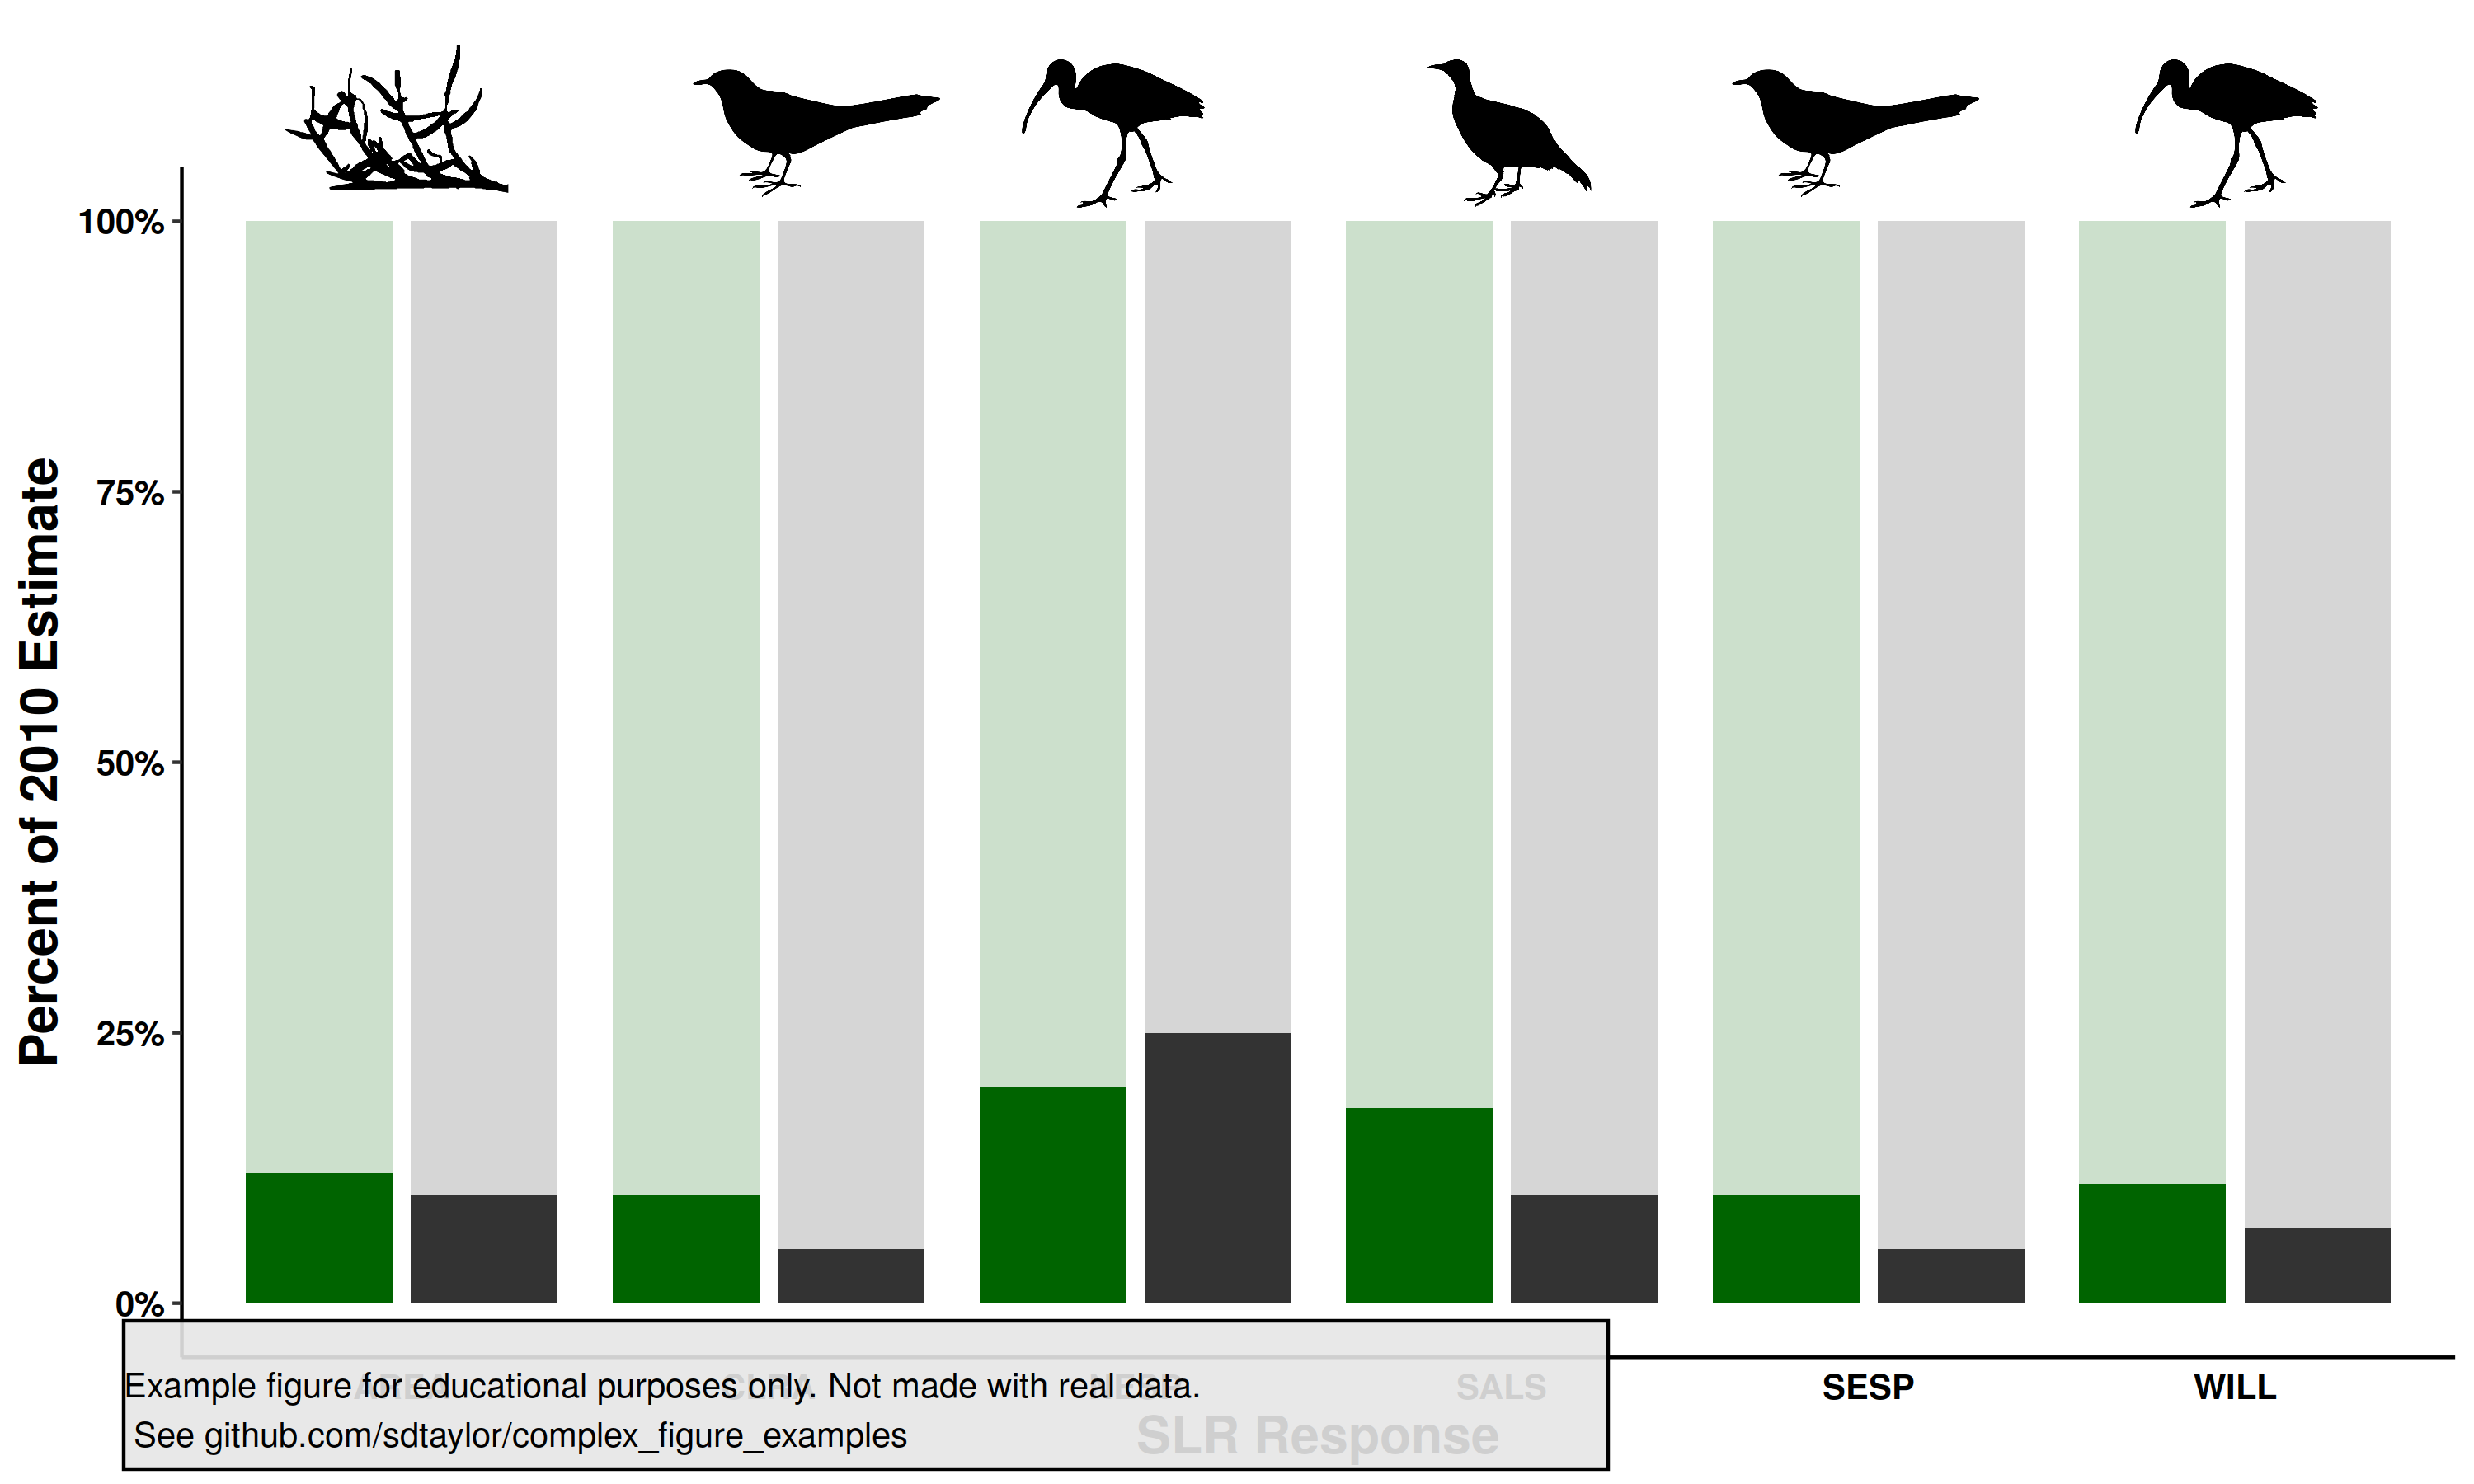 100%
75%
50%
25%
0%
Percent of 2010 Estimate
AREA
SALS
SESP
WILL
SLR Response
Example figure for educational purposes only. Not made with real data.
See github.com/sdtaylor/complex_figure_examples